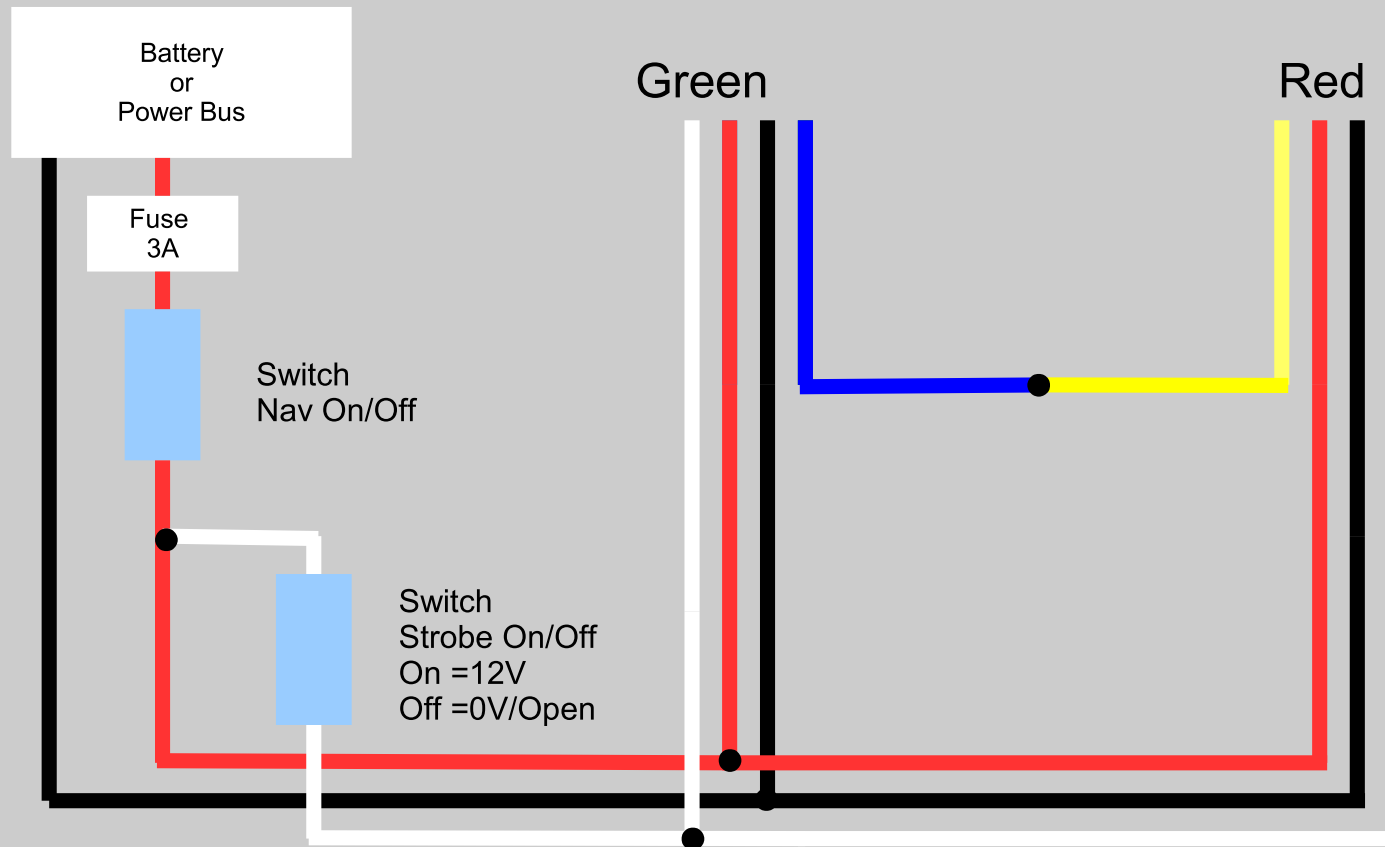 Battery
or
Power Bus
Green
Red
Fuse
3A
Switch
Nav On/Off
Switch
Strobe On/Off
On =12V
Off =0V/Open